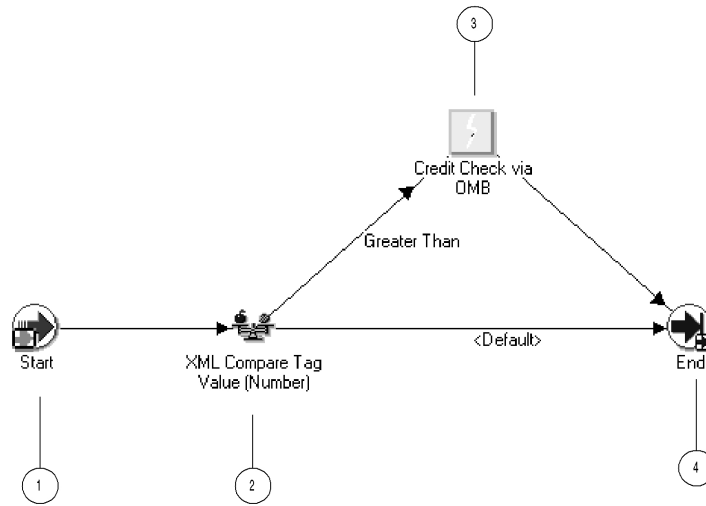 3
Credit Check via
OMB
Greater Than
<Default>
Start
XML Compare Tag
Value (Number)
End
1
2
4